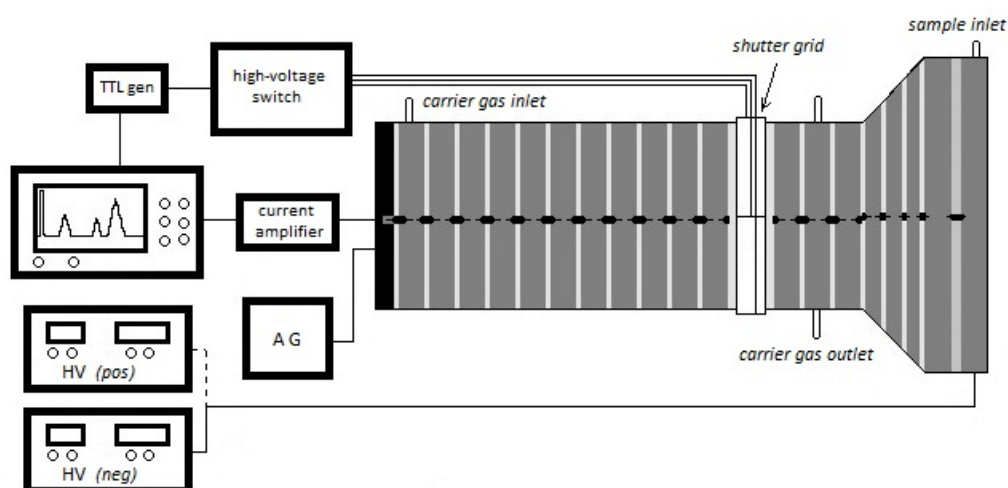 sample inlet
shutter grid
TTL gen
high-voltage
switch
carrier gas inlet
current
amplifier
A G
carrier gas outlet
HV (pos)
HV (neg)